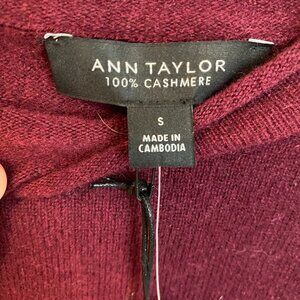 ANN TAYLOR
100% CASHMERE
S
MADE IN
CAMBODIA